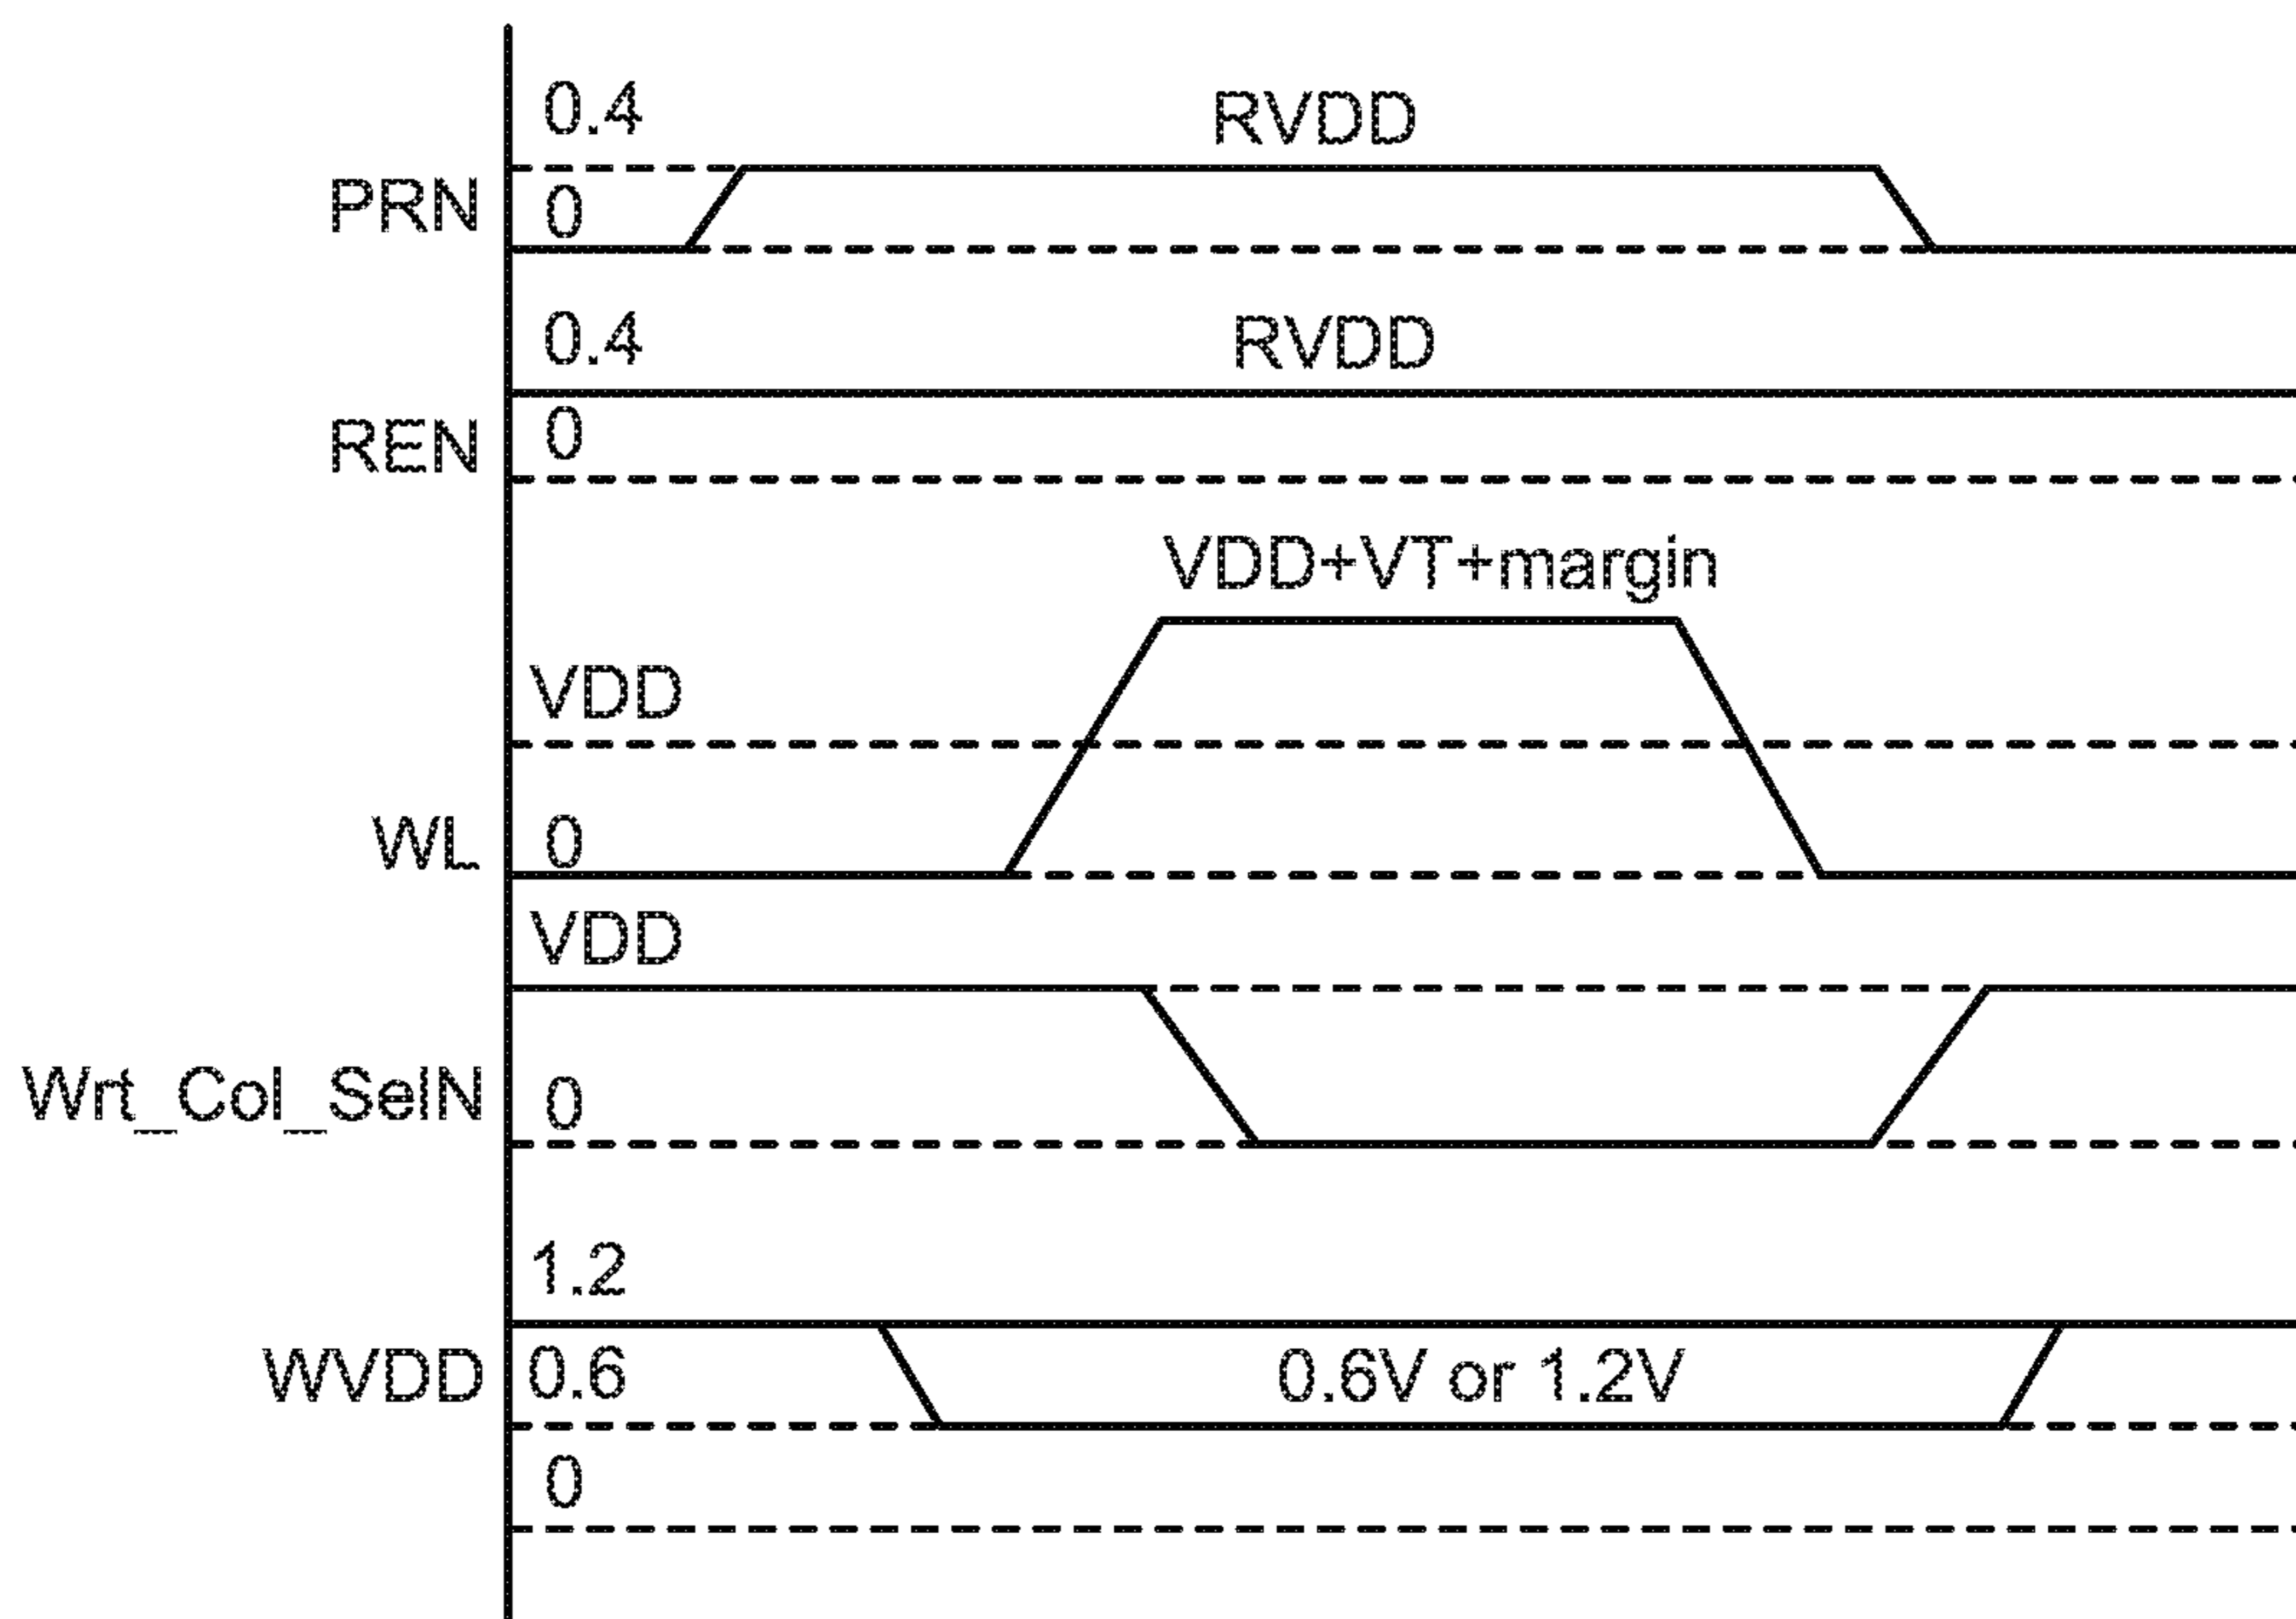 0.4
RVDD
PRN
0
0.4
RVDD
REN
0
VDD+VT+margin
VDD
WL
0
VDD
Wrt_Col_SelN
0
1.2
WVDD
0.6
0.6V or 1.2V
0